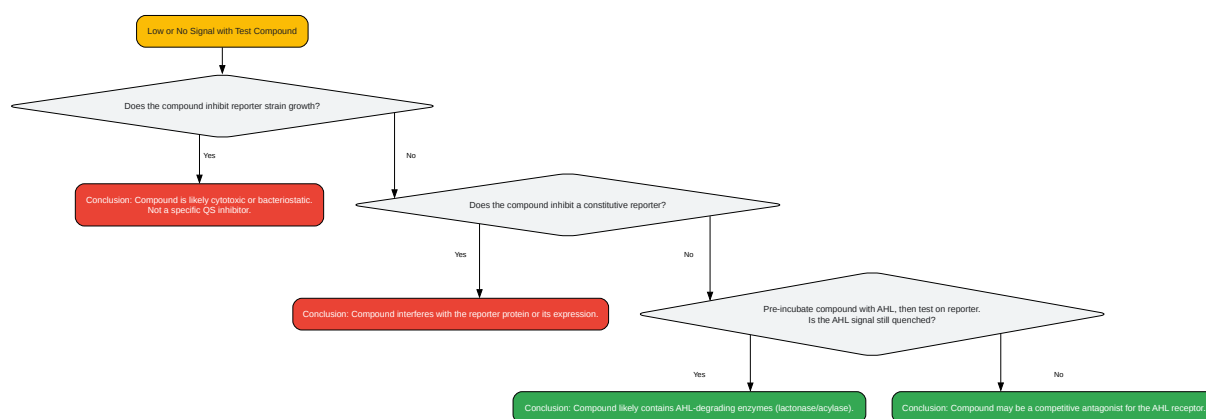 Low or No Signal with Test Compound
Does the compound inhibit reporter strain growth?
Yes
No
Conclusion: Compound is likely cytotoxic or bacteriostatic.
Not a specific QS inhibitor.
Does the compound inhibit a constitutive reporter?
Yes
No
Conclusion: Compound interferes with the reporter protein or its expression.
Pre-incubate compound with AHL, then test on reporter.
Is the AHL signal still quenched?
Yes
No
Conclusion: Compound likely contains AHL-degrading enzymes (lactonase/acylase).
Conclusion: Compound may be a competitive antagonist for the AHL receptor.